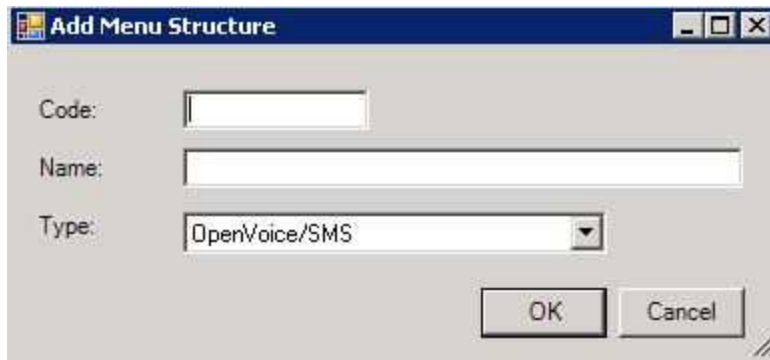 Add Menu Structure
Code:
Name:
Type:
OpenVoice/SMS
OK
Cancel